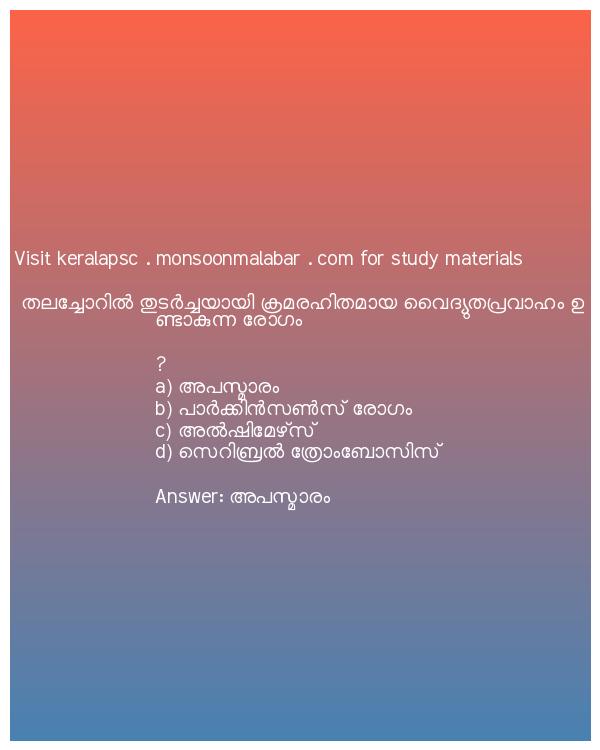 Visit keralapsc . monsoonmalabar . com for study materials
തലച്ചോറിൽ തുടർച്ചയായി ക്രമരഹിതമായ വൈദ്യുതപ്രവാഹം ഉ
ണ്ടാകുന്ന രോഗം
?
a) അപസ്മാരം
b) പാർക്കിൻസൺസ് രോഗം
c) അൽഷിമേഴ്സ്
d) സെറിബ്രൽ ത്രോംബോസിസ്
Answer: അപസ്മാരം